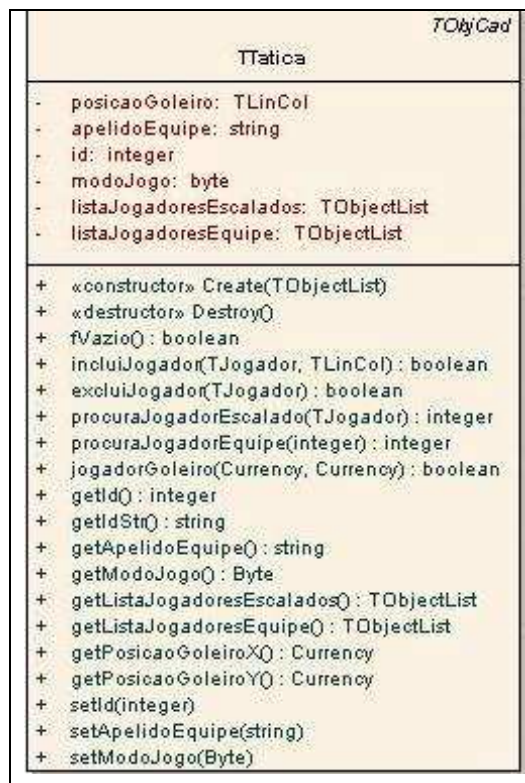 TObjCad
TTatica
- posicaoGoleiro: TLinCol
- apelidoEquipe: string
- id: integer
- modoJogo: byte
- listaJogadoresEscalados: TObjectList
- listaJogadoresEquipe: TObjectList
+ «constructor» Create(TObjectList)
+ «destructor» Destroy()
+ fVazio() : boolean
+ incluiJogador(TJogador, TLinCol) : boolean
+ excluiJogador(TJogador) : boolean
+ procuraJogadorEscalado(TJogador) : integer
+ procuraJogadorEquipe(integer) : integer
+ jogadorGoleiro(Currency, Currency) : boolean
+ getId() : integer
+ getIdStr() : string
+ getApelidoEquipe() : string
+ getModoJogo() : Byte
+ getListaJogadoresEscalados() : TObjectList
+ getListaJogadoresEquipe() : TObjectList
+ getPosicaoGoleiroX() : Currency
+ getPosicaoGoleiroY() : Currency
+ setId(integer)
+ setApelidoEquipe(string)
+ setModoJogo(Byte)